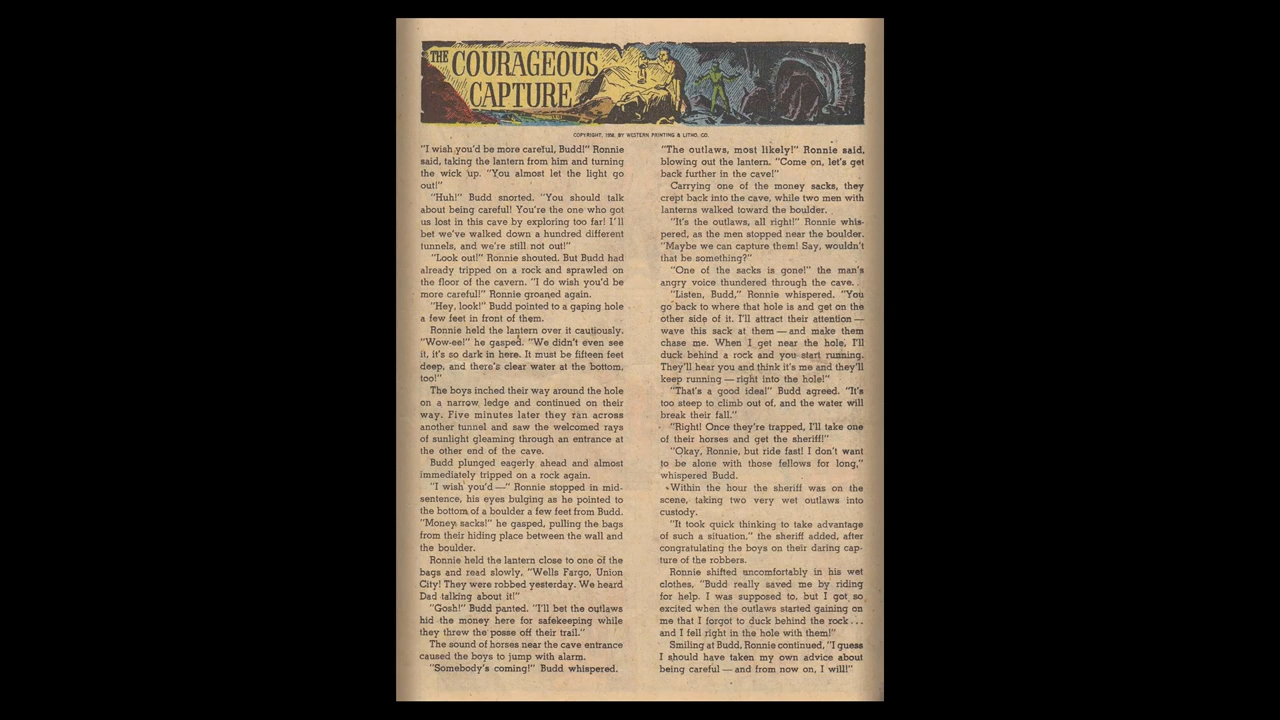 THE COURAGEOUS
CAPTURE
COPYRIGHT, 1958, BY WESTERN PRINTING & LITHO. CO.
"I wish you'd be more careful, Budd!" Ronnie
said, taking the lantern from him and turning
the wick up. "You almost let the light go
out!"
"Huh!" Budd snorted. "You should talk
about being careful! You're the one who got
us lost in this cave by exploring too far! I'll
bet we've walked down a hundred different
tunnels, and we're still not out!"
"Look out!" Ronnie shouted. But Budd had
already tripped on a rock and sprawled on
the floor of the cavern. "I do wish you'd be
more careful!" Ronnie groaned again.
"Hey, look!" Budd pointed to a gaping hole
a few feet in front of them.
Ronnie held the lantern over it cautiously.
"Wow-ee!" he gasped. "We didn't even see
it, it's so dark in here. It must be fifteen feet
deep, and there's clear water at the bottom,
too!"
The boys inched their way around the hole
on a narrow ledge and continued on their
way. Five minutes later they ran across
another tunnel and saw the welcomed rays
of sunlight gleaming through an entrance at
the other end of the cave.
Budd plunged eagerly ahead and almost
immediately tripped on a rock again.
"I wish you'd —" Ronnie stopped in mid-
sentence, his eyes bulging as he pointed to
the bottom of a boulder a few feet from Budd.
"Money sacks!" he gasped, pulling the bags
from their hiding place between the wall and
the boulder.
Ronnie held the lantern close to one of the
bags and read slowly, "Wells Fargo, Union
City! They were robbed yesterday. We heard
Dad talking about it!"
"Gosh!" Budd panted. "I'll bet the outlaws
hid the money here for safekeeping while
they threw the posse off their trail."
The sound of horses near the cave entrance
caused the boys to jump with alarm.
"Somebody's coming!" Budd whispered.
"The outlaws, most likely!" Ronnie said,
blowing out the lantern. "Come on, let's get
back further in the cave!"
Carrying one of the money sacks, they
crept back into the cave, while two men with
lanterns walked toward the boulder.
"It's the outlaws, all right!" Ronnie whis-
pered, as the men stopped near the boulder.
"Maybe we can capture them! Say, wouldn't
that be something?"
"One of the sacks is gone!" the man's
angry voice thundered through the cave.
"Listen, Budd," Ronnie whispered. "You
go back to where that hole is and get on the
other side of it. I'll attract their attention —
wave this sack at them — and make them
chase me. When I get near the hole, I'll
duck behind a rock and you start running.
They'll hear you and think it's me and they'll
keep running — right into the hole!"
"That's a good idea!" Budd agreed. "It's
too steep to climb out of, and the water will
break their fall."
"Right! Once they're trapped, I'll take one
of their horses and get the sheriff!"
"Okay, Ronnie, but ride fast! I don't want
to be alone with those fellows for long,"
whispered Budd.
Within the hour the sheriff was on the
scene, taking two very wet outlaws into
custody.
"It took quick thinking to take advantage
of such a situation," the sheriff added, after
congratulating the boys on their daring cap-
ture of the robbers.
Ronnie shifted uncomfortably in his wet
clothes, "Budd really saved me by riding
for help. I was supposed to, but I got so
excited when the outlaws started gaining on
me that I forgot to duck behind the rock...
and I fell right in the hole with them!"
Smiling at Budd, Ronnie continued, "I guess
I should have taken my own advice about
being careful — and from now on, I will!"